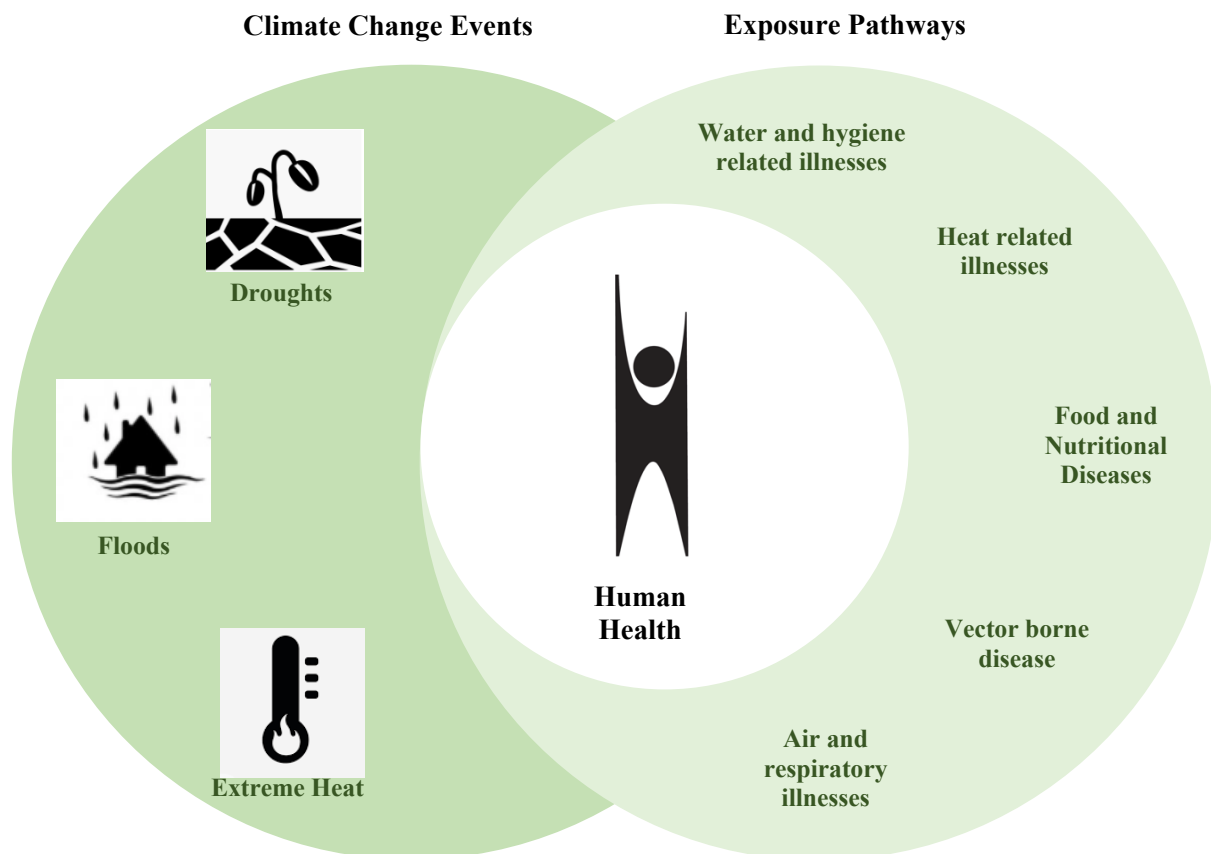 Climate Change Events
Exposure Pathways
Droughts
Floods
Extreme Heat
Human
Health
Water and hygiene
related illnesses
Heat related
illnesses
Food and
Nutritional
Diseases
Vector borne
disease
Air and
respiratory
illnesses